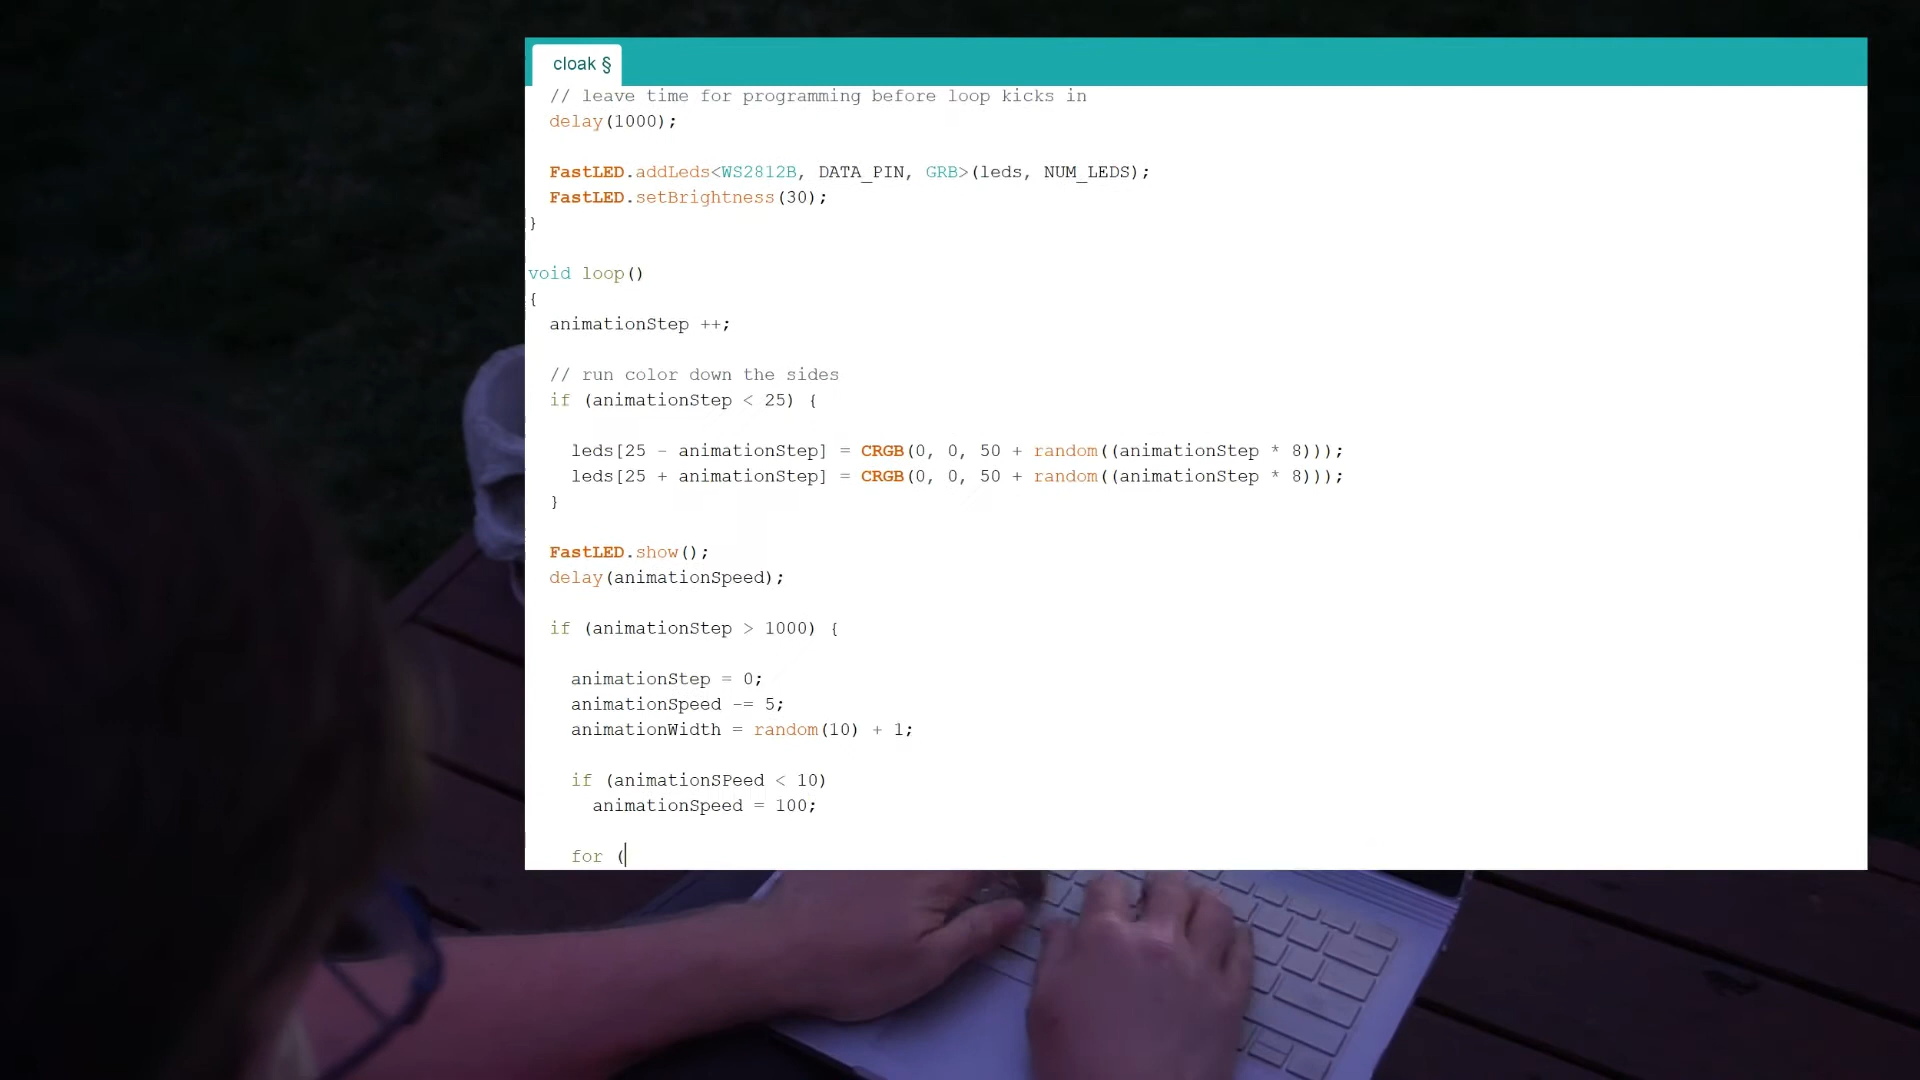 cloak §
// leave time for programming before loop kicks in
delay(1000);
FastLED.addLeds<WS2812B, DATA_PIN, GRB>(leds, NUM_LEDS);
FastLED.setBrightness(30);
}
void loop()
{
animationStep ++;
// run color down the sides
if (animationStep < 25) {
leds[25 - animationStep] = CRGB(0, 0, 50 + random((animationStep * 8)));
leds[25 + animationStep] = CRGB(0, 0, 50 + random((animationStep * 8)));
}
FastLED.show();
delay(animationSpeed);
if (animationStep > 1000) {
animationStep = 0;
animationSpeed -= 5;
animationWidth = random(10) + 1;
if (animationSPeed < 10)
animationSpeed = 100;
for (